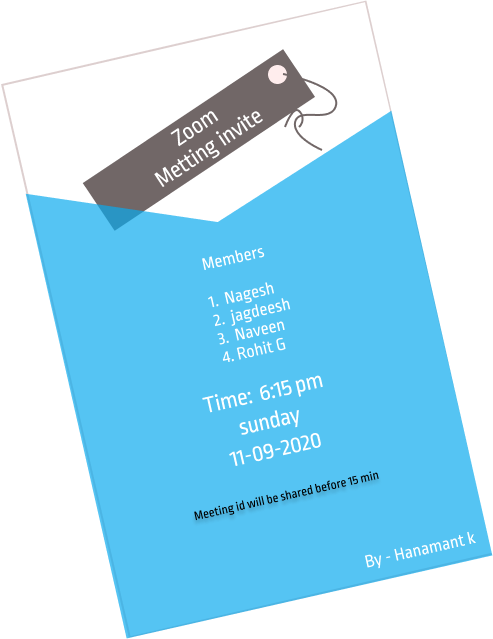 Zoom
Metting invite
Members
1. Nagesh
2. jagdeesh
3. Naveen
4. Rohit G
Time: 6:15 pm
sunday
11-09-2020
Meeting id will be shared before 15 min
By - Hanamant k